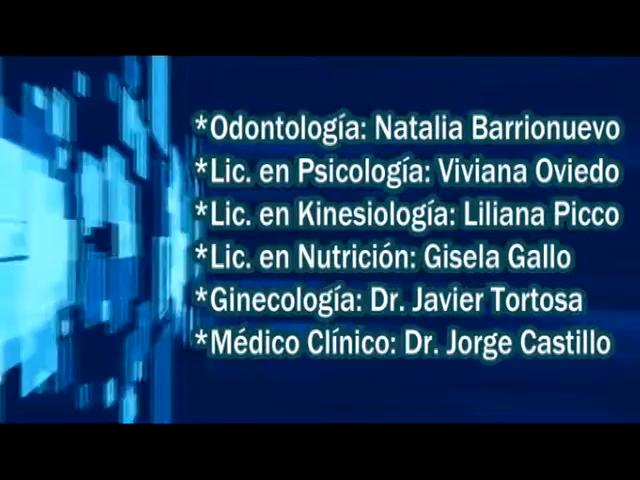 *Odontología: Natalia Barrionuevo
*Lic. en Psicología: Viviana Oviedo
*Lic. en Kinesiología: Liliana Picco
*Lic. en Nutrición: Gisela Gallo
*Ginecología: Dr. Javier Tortosa
*Médico Clínico: Dr. Jorge Castillo